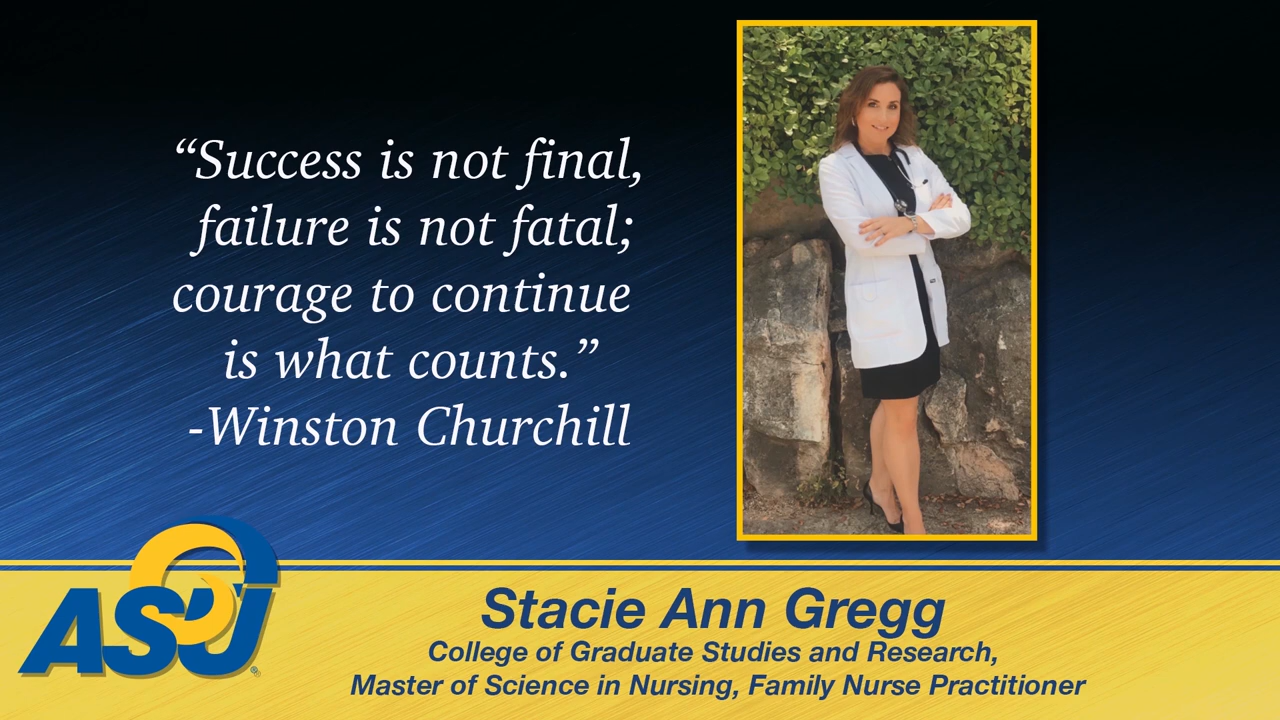 “Success is not final,
failure is not fatal;
courage to continue
is what counts.”
-Winston Churchill
ASU
®
Stacie Ann Gregg
College of Graduate Studies and Research,
Master of Science in Nursing, Family Nurse Practitioner